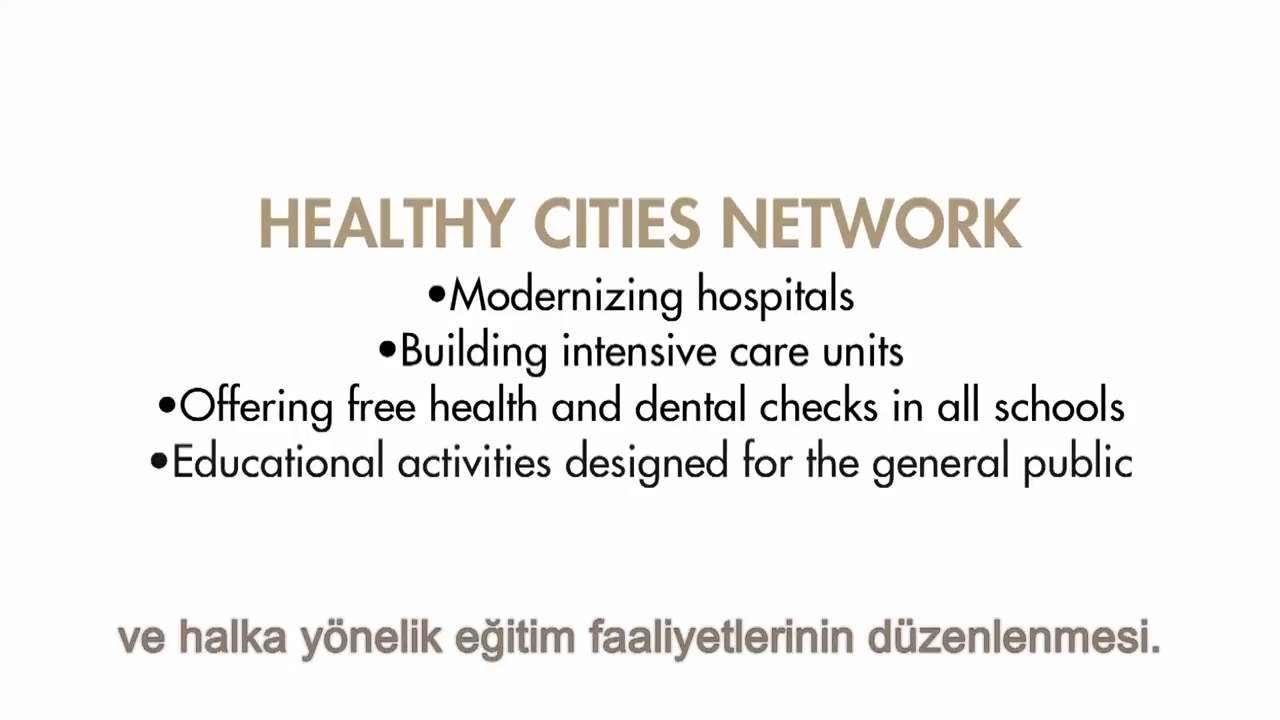 HEALTHY CITIES NETWORK
•Modernizing hospitals
•Building intensive care units
•Offering free health and dental checks in all schools
•Educational activities designed for the general public
ve halka yönelik eğitim faaliyetlerinin düzenlenmesi.